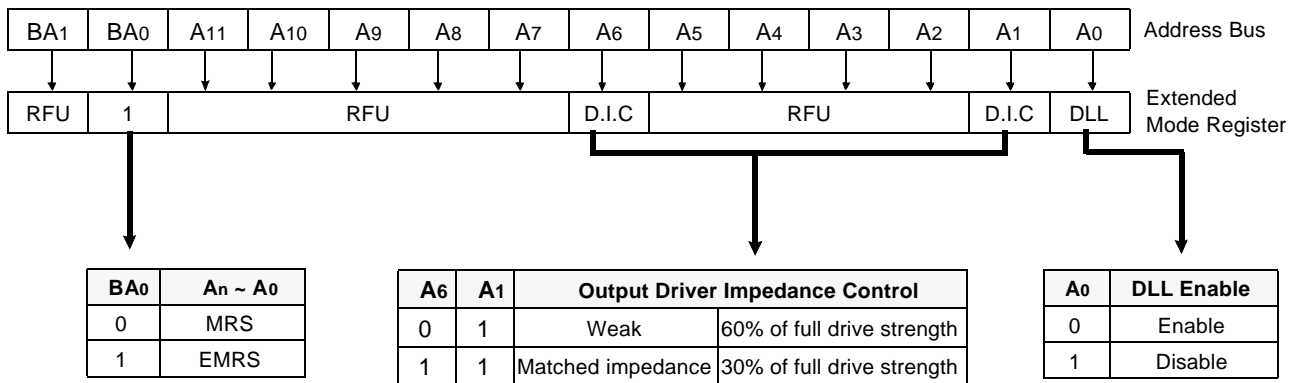 BA1 BA0 A11 A10 A9 A8 A7 A6 A5 A4 A3 A2 A1 A0 Address Bus
RFU 1 RFU D.I.C RFU D.I.C DLL Extended
Mode Register
BA0 An ~ A0
0 MRS
1 EMRS
A6 A1 Output Driver Impedance Control
0 1 Weak 60% of full drive strength
1 1 Matched impedance 30% of full drive strength
A0 DLL Enable
0 Enable
1 Disable